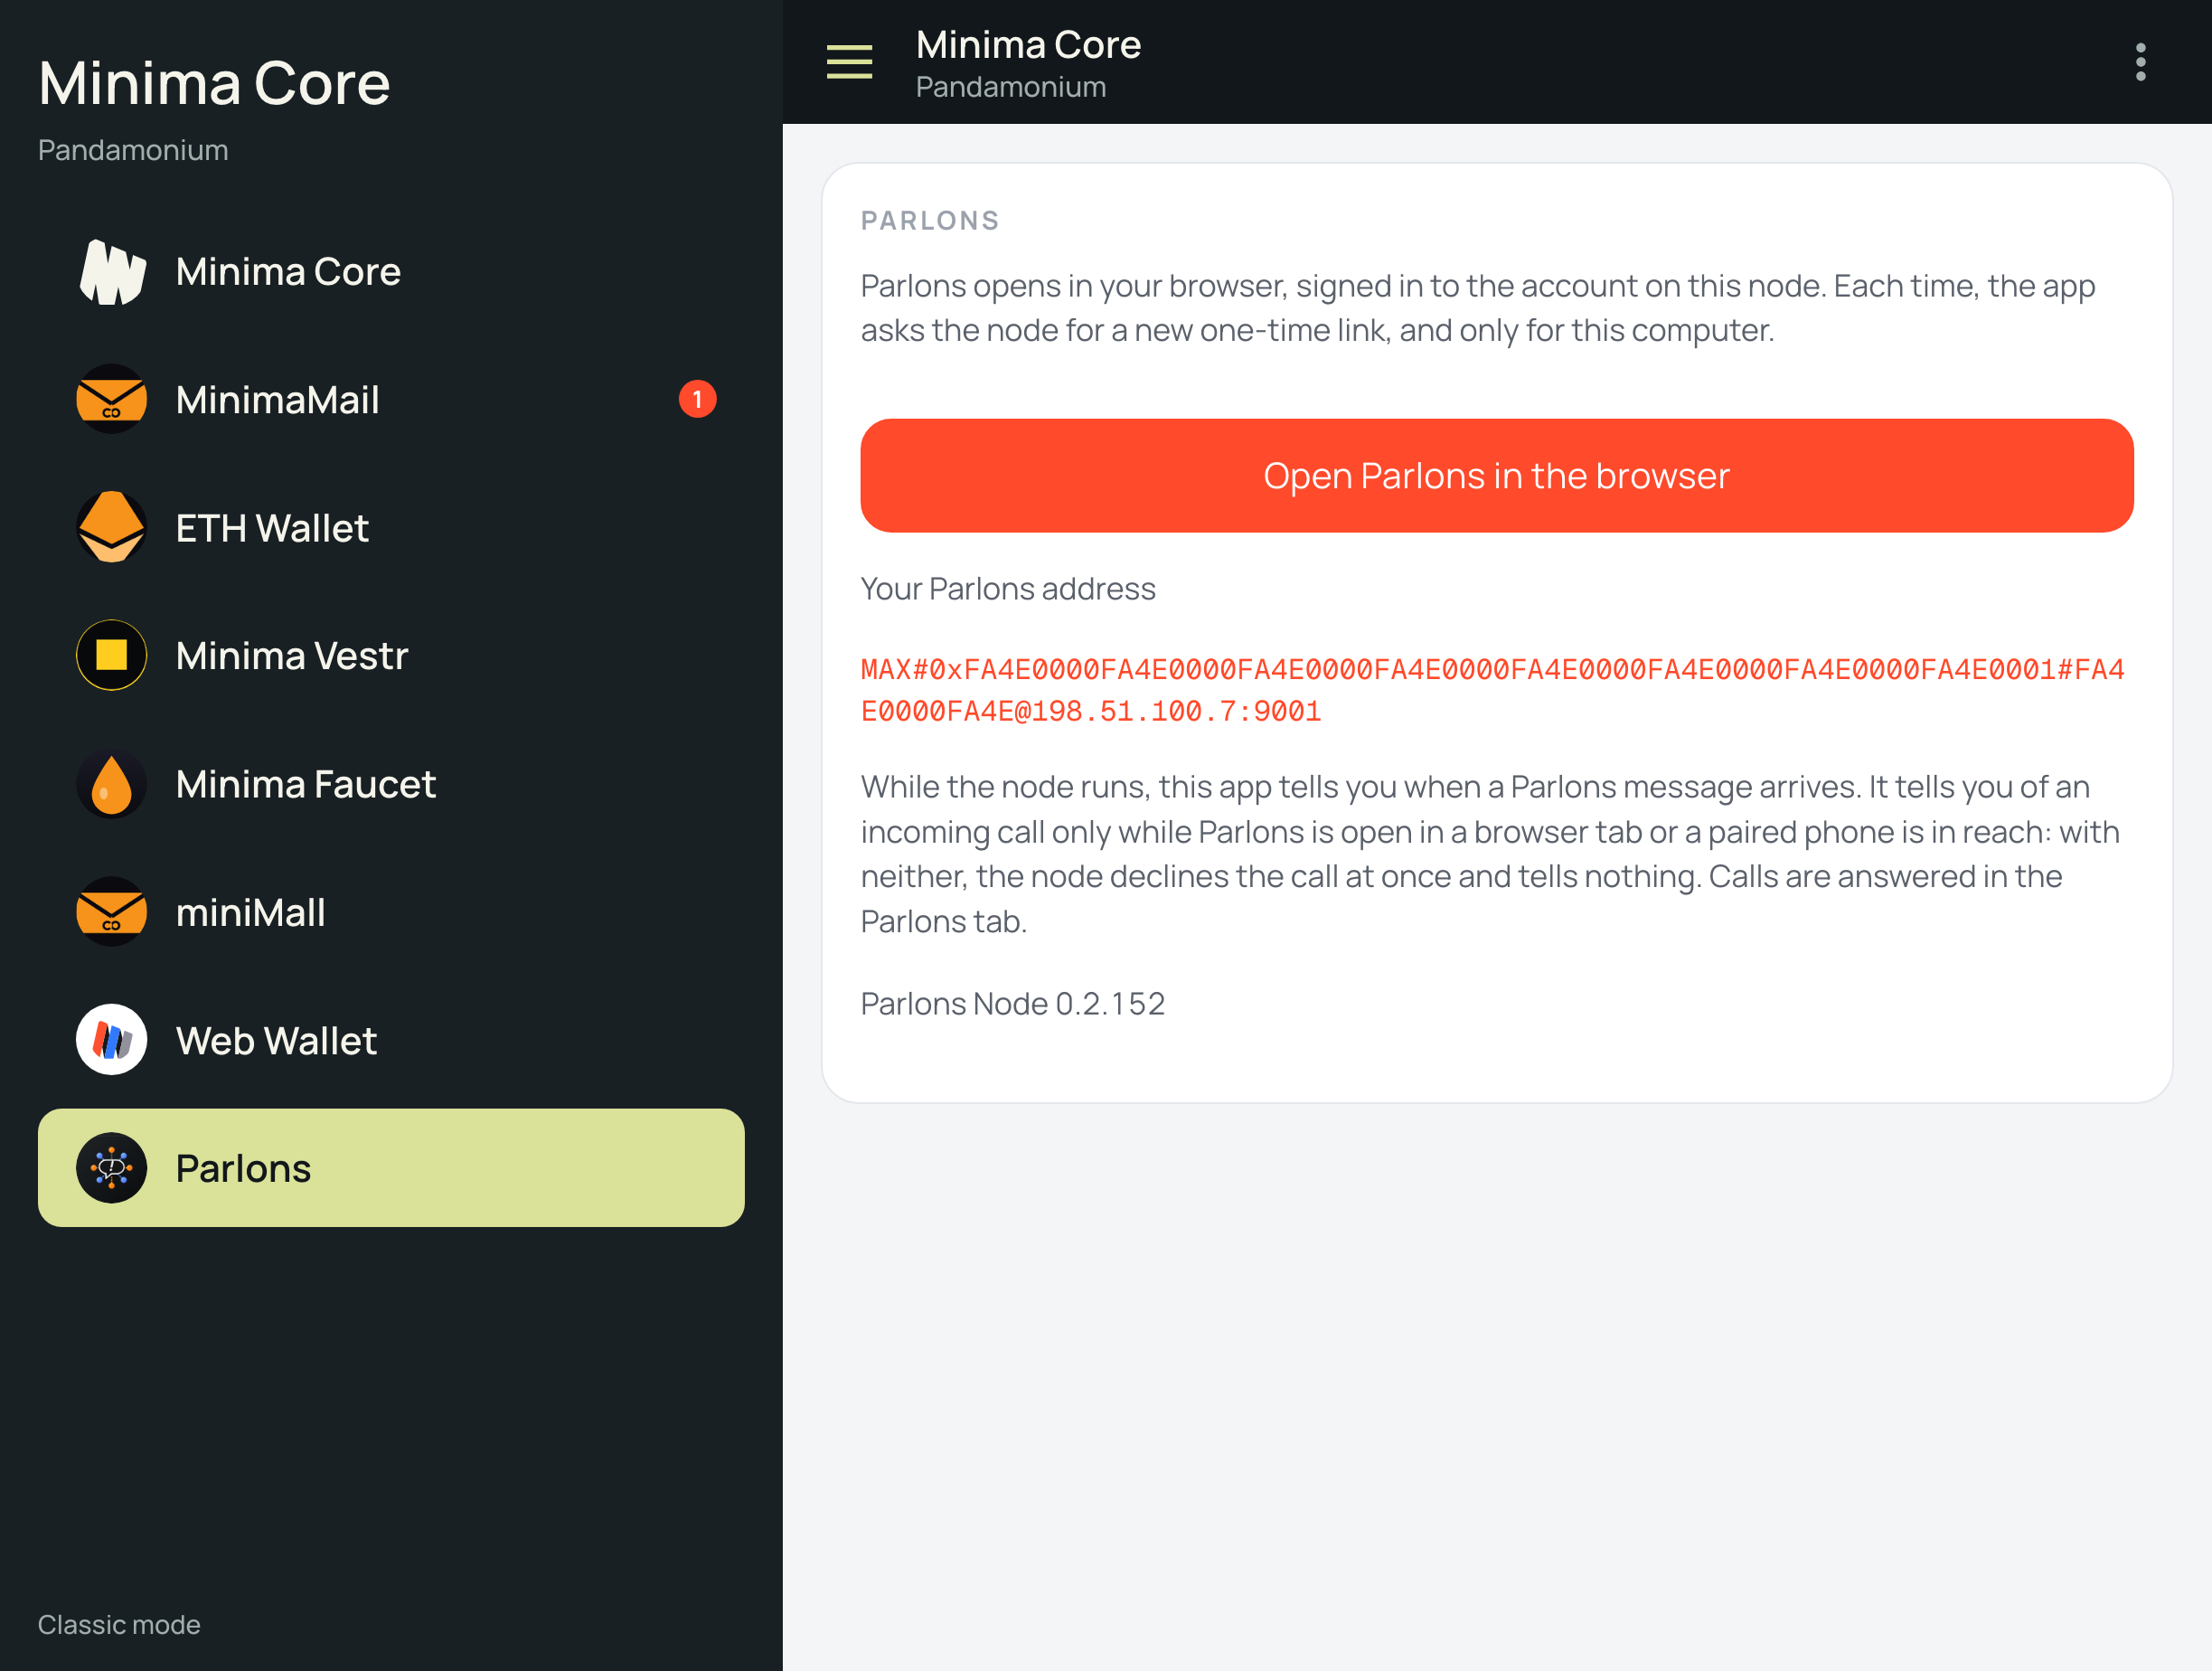 Minima Core
Pandamonium
Minima Core
MinimaMail
1
ETH Wallet
Minima Vestr
Minima Faucet
miniMall
Web Wallet
Parlons
Classic mode
Minima Core
Pandamonium
PARLONS
Parlons opens in your browser, signed in to the account on this node. Each time, the app
asks the node for a new one-time link, and only for this computer.
Open Parlons in the browser
Your Parlons address
MAX#0xFA4E0000FA4E0000FA4E0000FA4E0000FA4E0000FA4E0000FA4E0000FA4E0001#FA4
E0000FA4E@198.51.100.7:9001
While the node runs, this app tells you when a Parlons message arrives. It tells you of an
incoming call only while Parlons is open in a browser tab or a paired phone is in reach: with
neither, the node declines the call at once and tells nothing. Calls are answered in the
Parlons tab.
Parlons Node 0.2.152